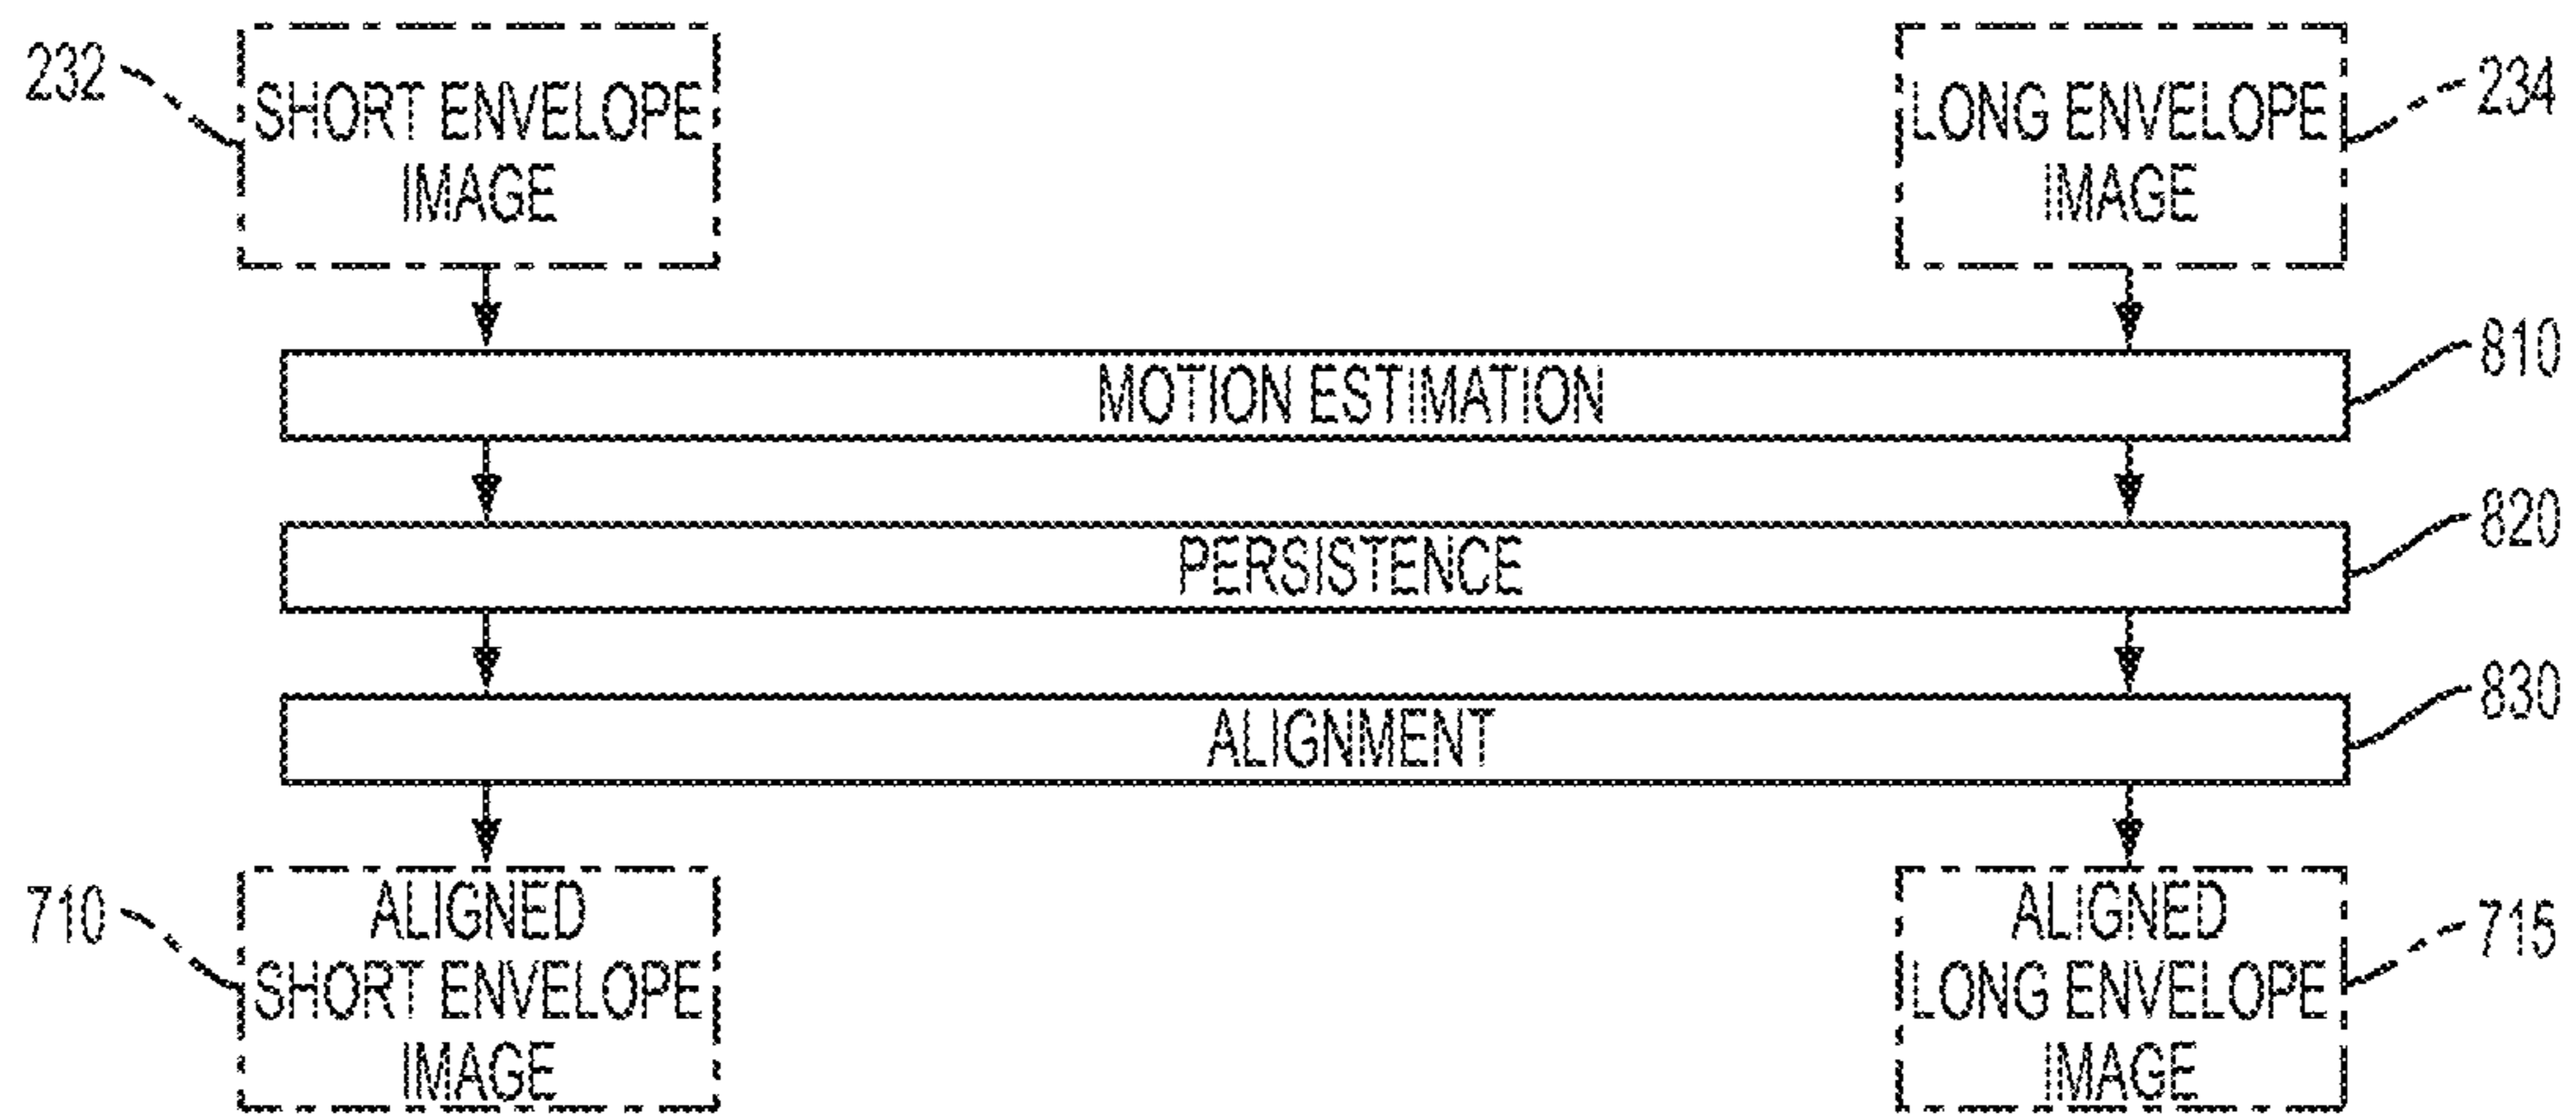 232
SHORT ENVELOPE
IMAGE
LONG ENVELOPE
IMAGE
234
MOTION ESTIMATION
810
PERSISTENCE
820
ALIGNMENT
830
710
ALIGNED
SHORT ENVELOPE
IMAGE
ALIGNED
LONG ENVELOPE
IMAGE
715